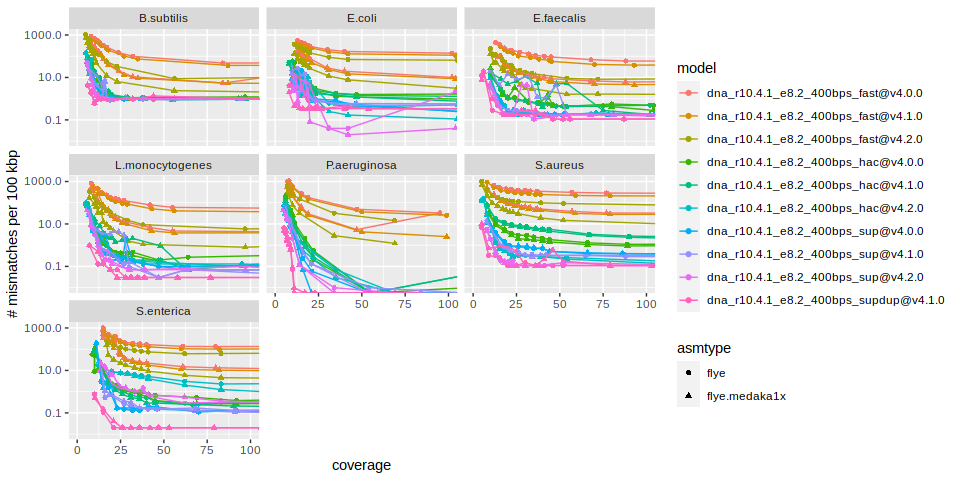 B.subtilis
E.coli
E.faecalis
1000.0
10.0
0.1
L.monocytogenes
P.aeruginosa
S.aureus
1000.0
10.0
0.1
0 25 50 75 100
0 25 50 75 100
S.enterica
1000.0
10.0
0.1
0 25 50 75 100
coverage
# mismatches per 100 kbp
model
dna_r10.4.1_e8.2_400bps_fast@v4.0.0
dna_r10.4.1_e8.2_400bps_fast@v4.1.0
dna_r10.4.1_e8.2_400bps_fast@v4.2.0
dna_r10.4.1_e8.2_400bps_hac@v4.0.0
dna_r10.4.1_e8.2_400bps_hac@v4.1.0
dna_r10.4.1_e8.2_400bps_hac@v4.2.0
dna_r10.4.1_e8.2_400bps_sup@v4.0.0
dna_r10.4.1_e8.2_400bps_sup@v4.1.0
dna_r10.4.1_e8.2_400bps_sup@v4.2.0
dna_r10.4.1_e8.2_400bps_supdup@v4.1.0
asmtype
flye
flye.medaka1x